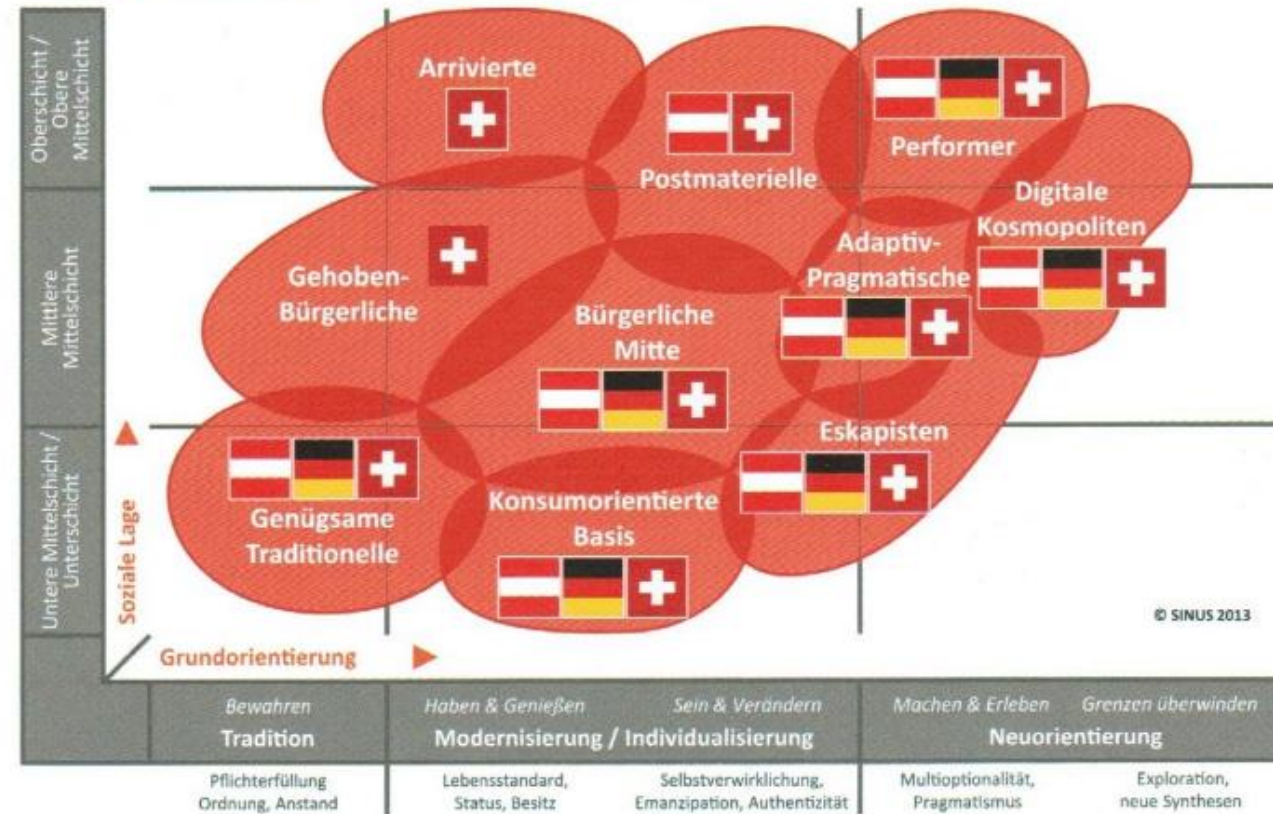 Oberschicht /
Obere
Mittelschicht
Mittlere
Mittelschicht
Untere Mittelschicht /
Unterschicht
Soziale Lage
Arrivierte
Postmaterielle
Performer
Digitale
Kosmopoliten
Gehoben-
Bürgerliche
Adaptiv-
Pragmatische
Bürgerliche
Mitte
Eskapisten
Genügsame
Traditionelle
Konsumorientierte
Basis
© SINUS 2013
Grundorientierung
Bewahren
Tradition
Haben & Genießen
Sein & Verändern
Modernisierung / Individualisierung
Machen & Erleben
Grenzen überwinden
Neuorientierung
Pflichterfüllung
Ordnung, Anstand
Lebensstandard,
Status, Besitz
Selbstverwirklichung,
Emanzipation, Authentizität
Multioptionalität,
Pragmatismus
Exploration,
neue Synthesen